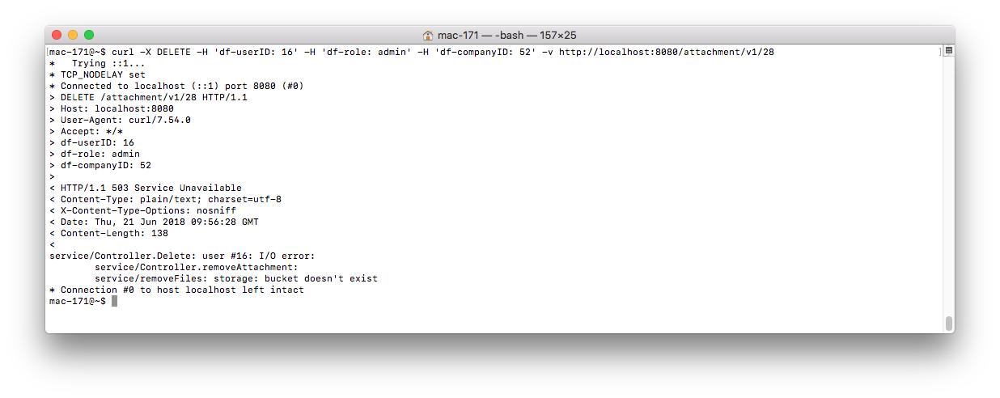 mac-171 — -bash — 157×25
[mac-171@~$ curl -X DELETE -H 'df-userID: 16' -H 'df-role: admin' -H 'df-companyID: 52' -v http://localhost:8080/attachment/v1/28 ]
*   Trying ::1...
* TCP_NODELAY set
* Connected to localhost (::1) port 8080 (#0)
> DELETE /attachment/v1/28 HTTP/1.1
> Host: localhost:8080
> User-Agent: curl/7.54.0
> Accept: */*
> df-userID: 16
> df-role: admin
> df-companyID: 52
>
< HTTP/1.1 503 Service Unavailable
< Content-Type: plain/text; charset=utf-8
< X-Content-Type-Options: nosniff
< Date: Thu, 21 Jun 2018 09:56:28 GMT
< Content-Length: 138
<
service/Controller.Delete: user #16: I/O error:
        service/Controller.removeAttachment:
        service/removeFiles: storage: bucket doesn't exist
* Connection #0 to host localhost left intact
mac-171@~$